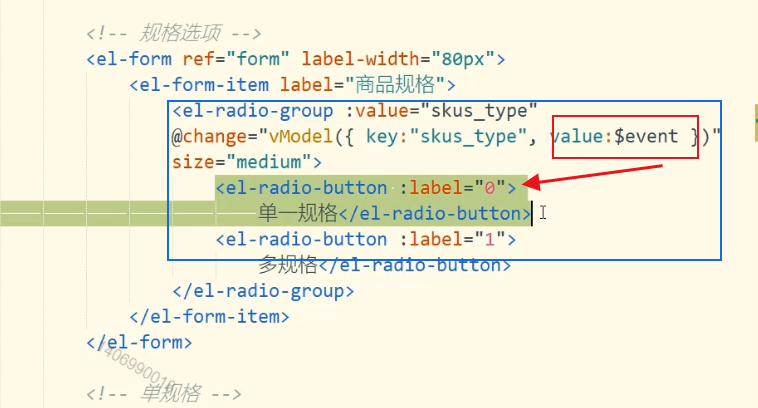 <!-- 规格选项 -->
<el-form ref="form" label-width="80px">
<el-form-item label="商品规格">
<el-radio-group :value="skus_type"
@change="vModel({ key:"skus_type", value:$event })"
size="medium">
<el-radio-button :label="0">
单一规格</el-radio-button>
<el-radio-button :label="1">
多规格</el-radio-button>
</el-radio-group>
</el-form-item>
</el-form>
<!-- 单规格 -->